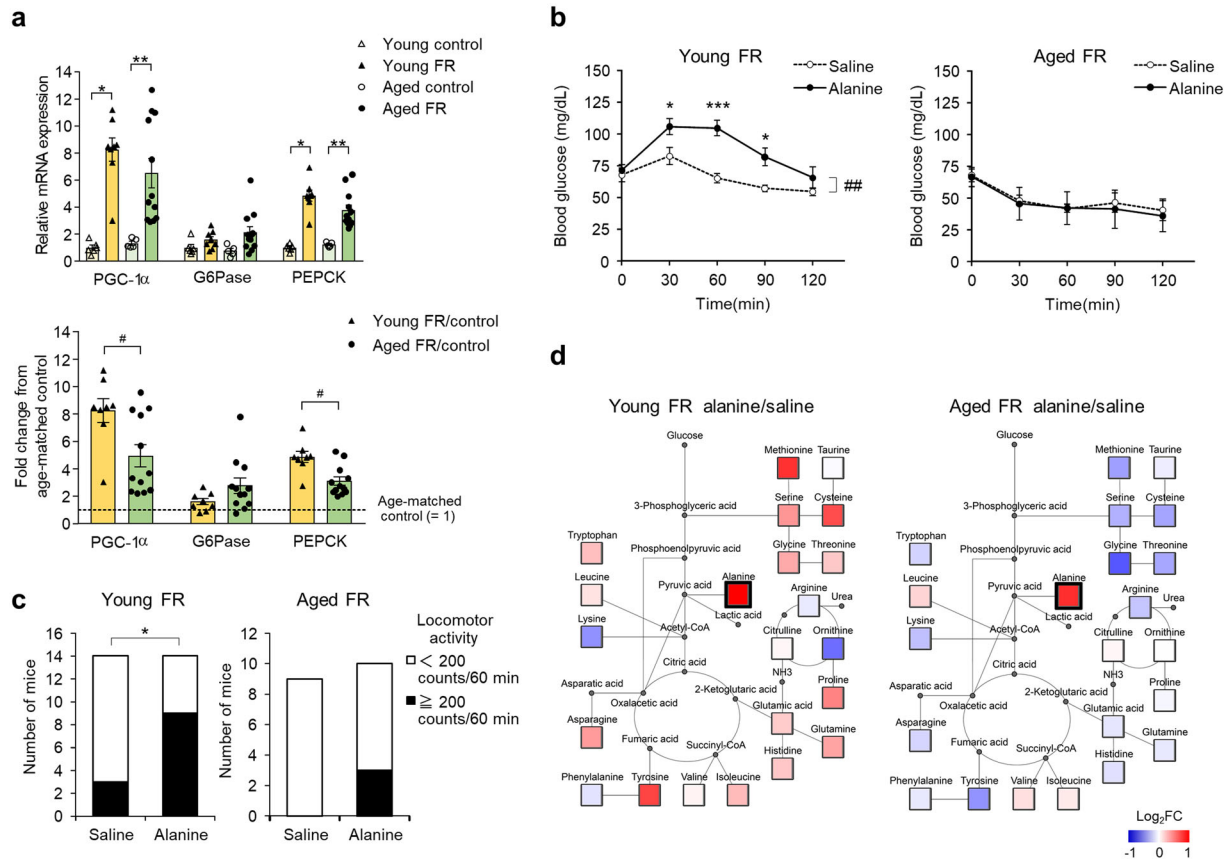 a
Young control
Young FR
Aged control
Aged FR
Relative mRNA expression
14
12
10
8
6
4
2
0
*
**
*
**
PGC-1α
G6Pase
PEPCK
Young FR/control
Aged FR/control
Fold change from
age-matched control
14
12
10
8
6
4
2
0
#
#
Age-matched
control (= 1)
PGC-1α
G6Pase
PEPCK
b
Young FR
Saline
Alanine
Blood glucose (mg/dL)
150
125
100
75
50
25
0
*
***
*
##
0
30
60
90
120
Time(min)
Aged FR
Saline
Alanine
Blood glucose (mg/dL)
150
125
100
75
50
25
0
0
30
60
90
120
Time(min)
c
Young FR
Number of mice
16
14
12
10
8
6
4
2
0
*
Saline
Alanine
Aged FR
Number of mice
12
10
8
6
4
2
0
Saline
Alanine
Locomotor
activity
< 200
counts/60 min
≧ 200
counts/60 min
d
Young FR alanine/saline
Glucose
Methionine
Taurine
Serine
Cysteine
3-Phosphoglyceric acid
Glycine
Threonine
Tryptophan
Phosphoenolpyruvic acid
Leucine
Pyruvic acid
Alanine
Arginine
Urea
Lactic acid
Lysine
Acetyl-CoA
Citrulline
Ornithine
Citric acid
NH3
Proline
Asparatic acid
Oxalacetic acid
2-Ketoglutaric acid
Glutamic acid
Asparagine
Glutamine
Fumaric acid
Succinyl-CoA
Histidine
Phenylalanine
Tyrosine
Valine
Isoleucine
Aged FR alanine/saline
Glucose
Methionine
Taurine
Serine
Cysteine
3-Phosphoglyceric acid
Glycine
Threonine
Tryptophan
Phosphoenolpyruvic acid
Leucine
Pyruvic acid
Alanine
Arginine
Urea
Lactic acid
Lysine
Acetyl-CoA
Citrulline
Ornithine
Citric acid
NH3
Proline
Asparatic acid
Oxalacetic acid
2-Ketoglutaric acid
Glutamic acid
Asparagine
Glutamine
Fumaric acid
Succinyl-CoA
Histidine
Phenylalanine
Tyrosine
Valine
Isoleucine
Log₂FC
-1
0
1